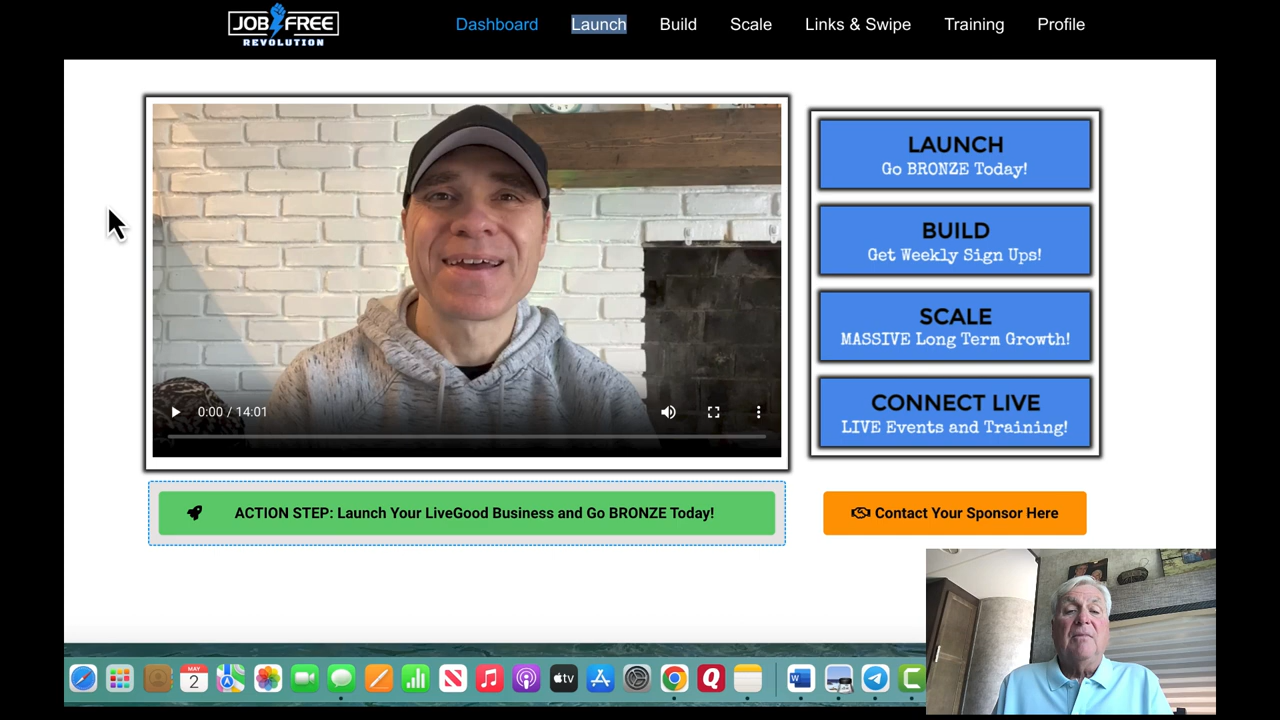 JOB FREE
REVOLUTION
Dashboard
Launch
Build
Scale
Links & Swipe
Training
Profile
0:00 / 14:01
LAUNCH
Go BRONZE Today!
BUILD
Get Weekly Sign Ups!
SCALE
MASSIVE Long Term Growth!
CONNECT LIVE
LIVE Events and Training!
ACTION STEP: Launch Your LiveGood Business and Go BRONZE Today!
Contact Your Sponsor Here
MAY
2
tv